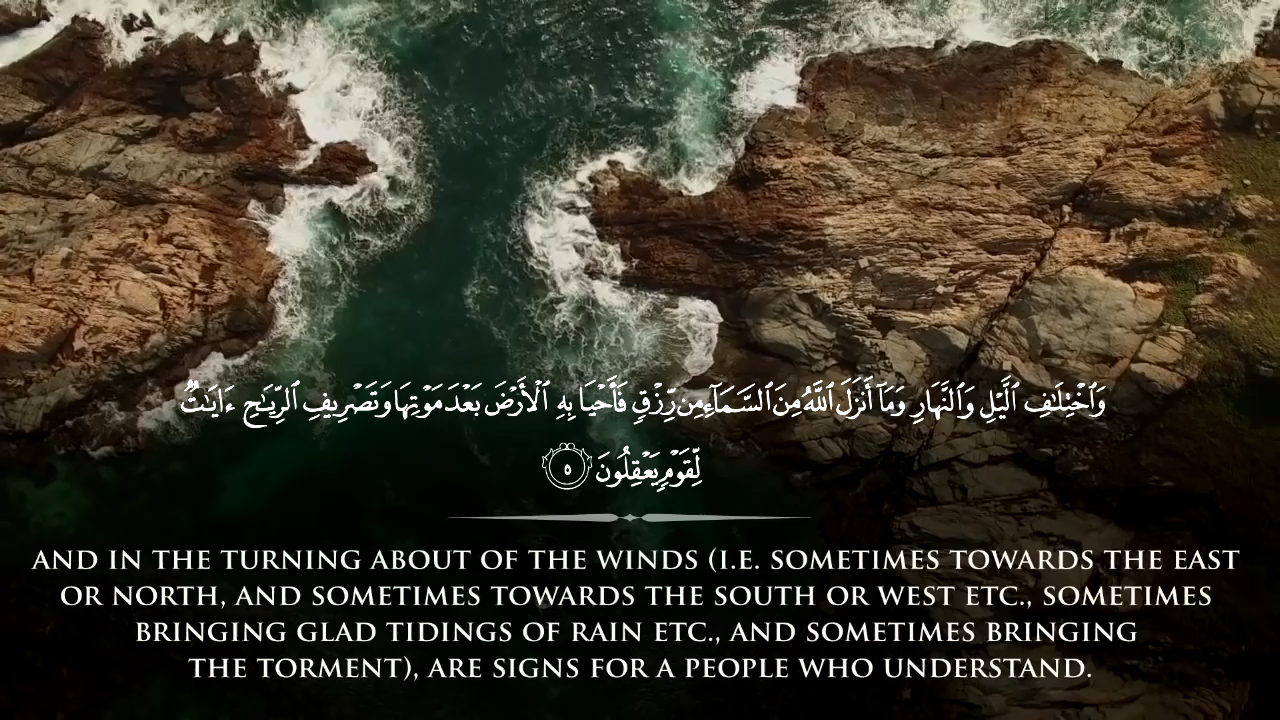 وَٱخْتِلَٰفِ ٱلَّيْلِ وَٱلنَّهَارِ وَمَآ أَنزَلَ ٱللَّهُ مِنَ ٱلسَّمَآءِ مِن رِّزْقٍ فَأَحْيَا بِهِ ٱلْأَرْضَ بَعْدَ مَوْتِهَا وَتَصْرِيفِ ٱلرِّيَٰحِ ءَايَٰتٌ
لِّقَوْمٍ يَعْقِلُونَ ٥
AND IN THE TURNING ABOUT OF THE WINDS (I.E. SOMETIMES TOWARDS THE EAST
OR NORTH, AND SOMETIMES TOWARDS THE SOUTH OR WEST ETC., SOMETIMES
BRINGING GLAD TIDINGS OF RAIN ETC., AND SOMETIMES BRINGING
THE TORMENT), ARE SIGNS FOR A PEOPLE WHO UNDERSTAND.